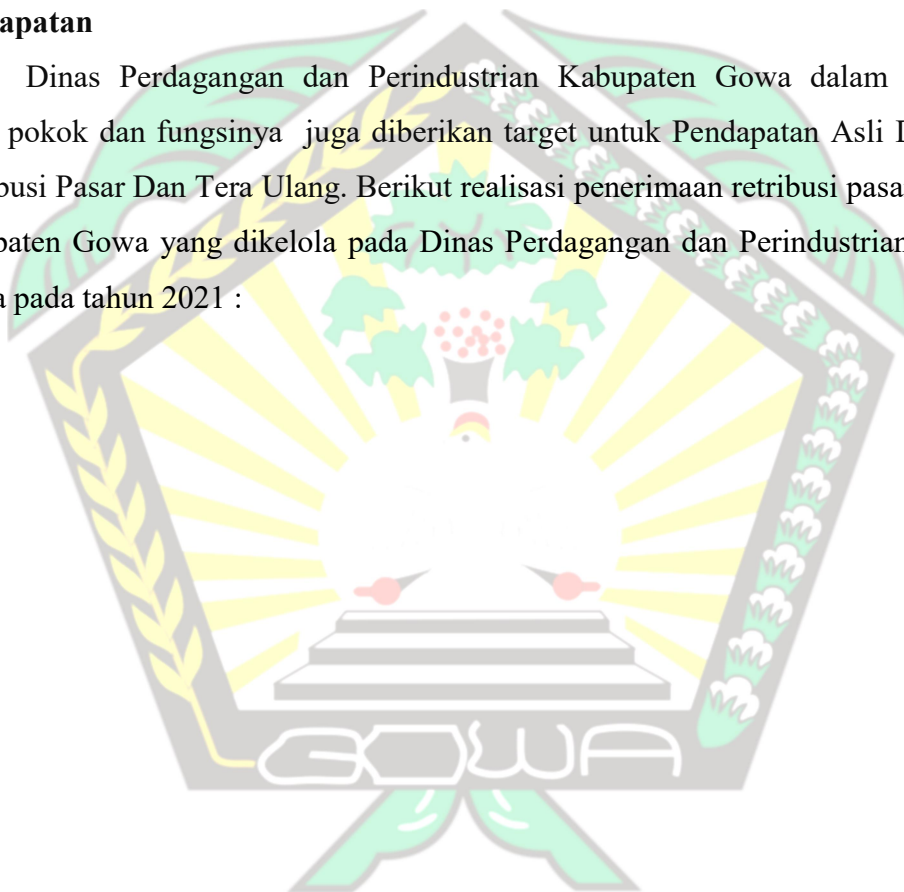 apatan
Dinas Perdagangan dan Perindustrian Kabupaten Gowa dalam
pokok dan fungsinya juga diberikan target untuk Pendapatan Asli D
busi Pasar Dan Tera Ulang. Berikut realisasi penerimaan retribusi pasa
paten Gowa yang dikelola pada Dinas Perdagangan dan Perindustrian
a pada tahun 2021 :
GOWA